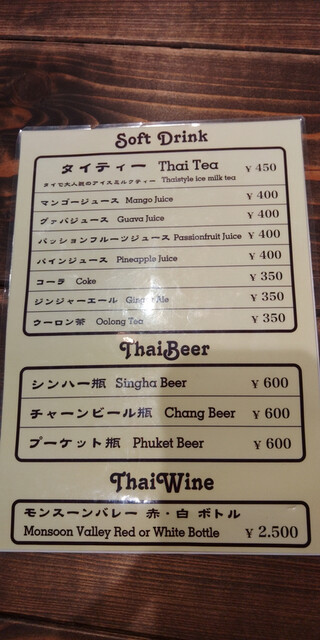 Soft Drink
タイティー Thai Tea ¥ 450
タイで大人気のアイスミルクティー Thaistyle ice milk tea
マンゴージュース Mango Juice ¥ 400
グァバジュース Guava Juice ¥ 400
パッションフルーツジュース Passionfruit Juice ¥ 400
パインジュース Pineapple Juice ¥ 400
コーラ Coke ¥ 350
ジンジャーエール Ginger Ale ¥ 350
ウーロン茶 Oolong Tea ¥ 350
ThaiBeer
シンハー瓶 Singha Beer ¥ 600
チャーンビール瓶 Chang Beer ¥ 600
プーケット瓶 Phuket Beer ¥ 600
ThaiWine
モンスーンバレー 赤・白 ボトル
Monsoon Valley Red or White Bottle ¥ 2.500